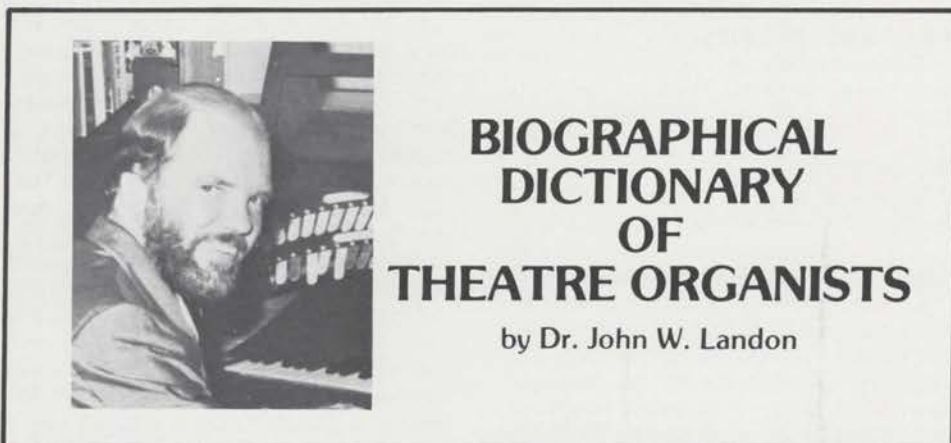 BIOGRAPHICAL
DICTIONARY
OF
THEATRE ORGANISTS
by Dr. John W. Landon